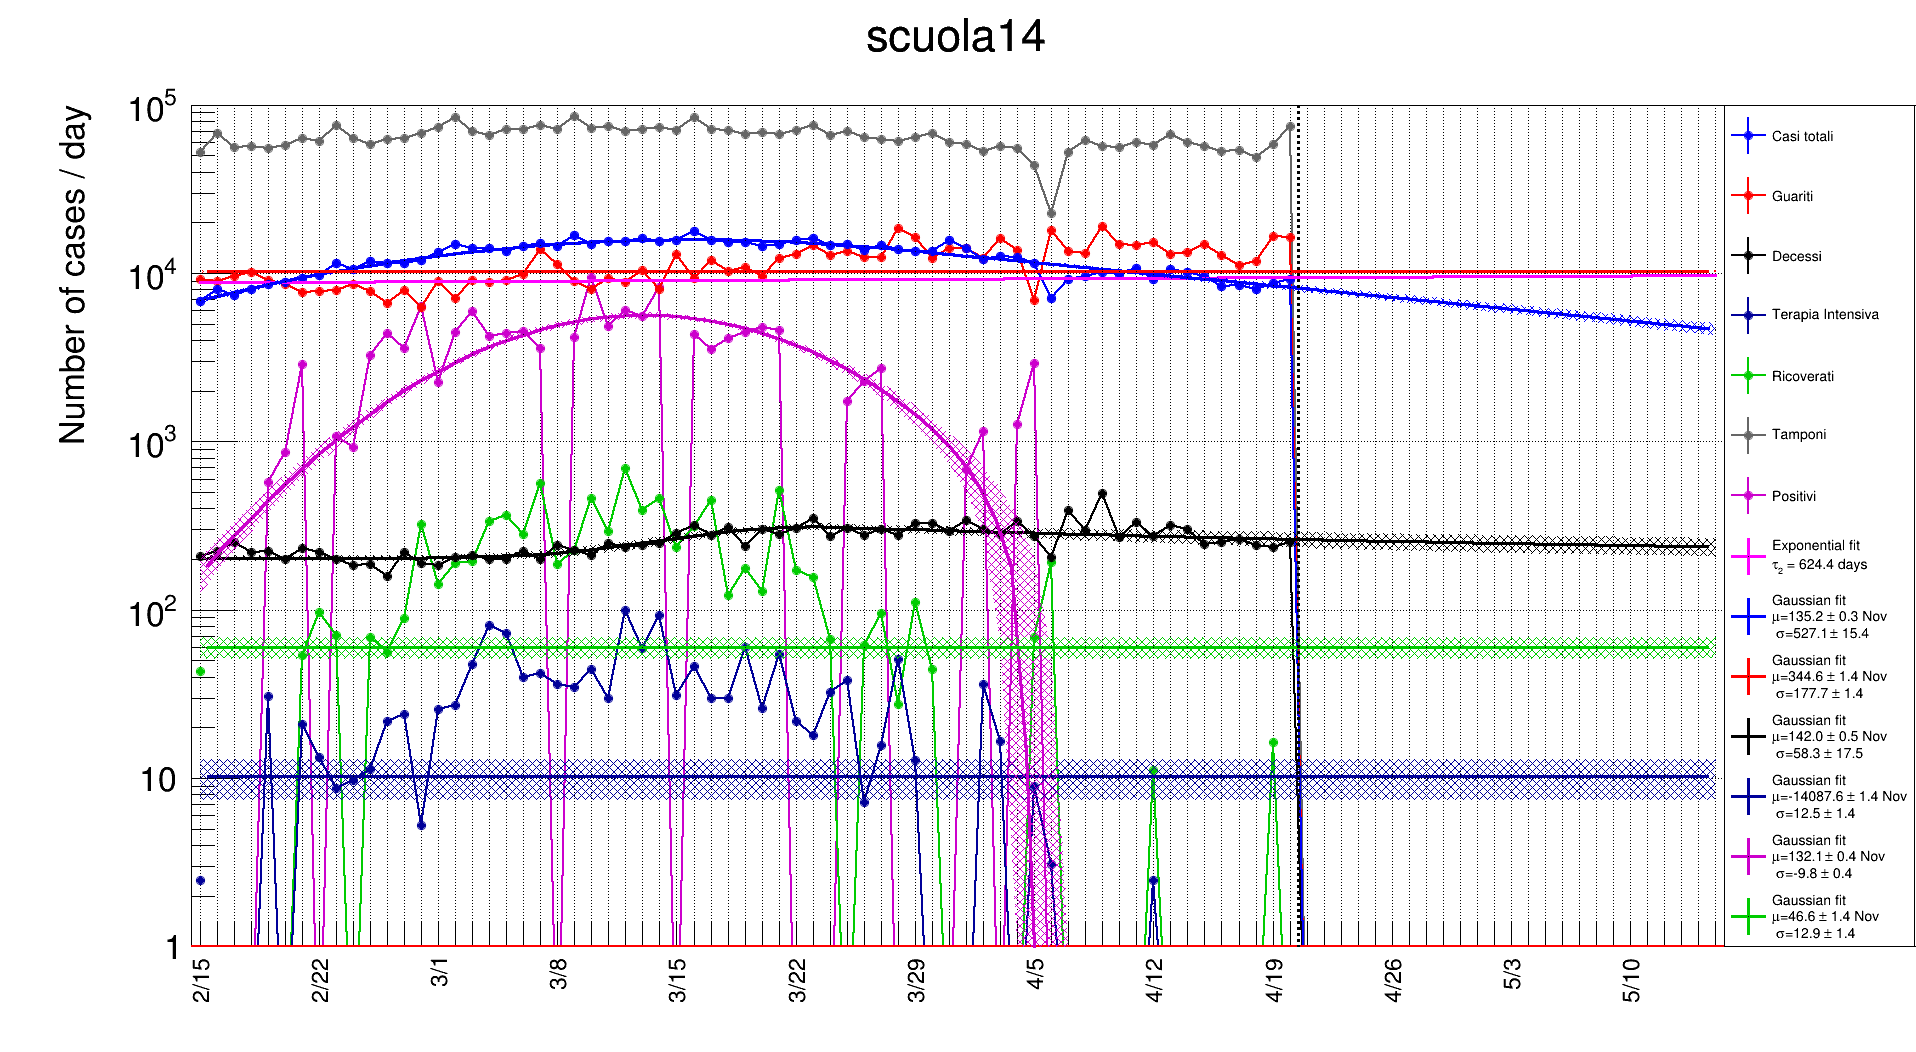 scuola14
Number of cases / day
10^5
10^4
10^3
10^2
10
1
2/15
2/22
3/1
3/8
3/15
3/22
3/29
4/5
4/12
4/19
4/26
5/3
5/10
Casi totali
Guariti
Decessi
Terapia Intensiva
Ricoverati
Tamponi
Positivi
Exponential fit
τ_2 = 624.4 days
Gaussian fit
μ=135.2 ± 0.3 Nov
σ=527.1 ± 15.4
Gaussian fit
μ=344.6 ± 1.4 Nov
σ=177.7 ± 1.4
Gaussian fit
μ=142.0 ± 0.5 Nov
σ=58.3 ± 17.5
Gaussian fit
μ=-14087.6 ± 1.4 Nov
σ=12.5 ± 1.4
Gaussian fit
μ=132.1 ± 0.4 Nov
σ=-9.8 ± 0.4
Gaussian fit
μ=46.6 ± 1.4 Nov
σ=12.9 ± 1.4